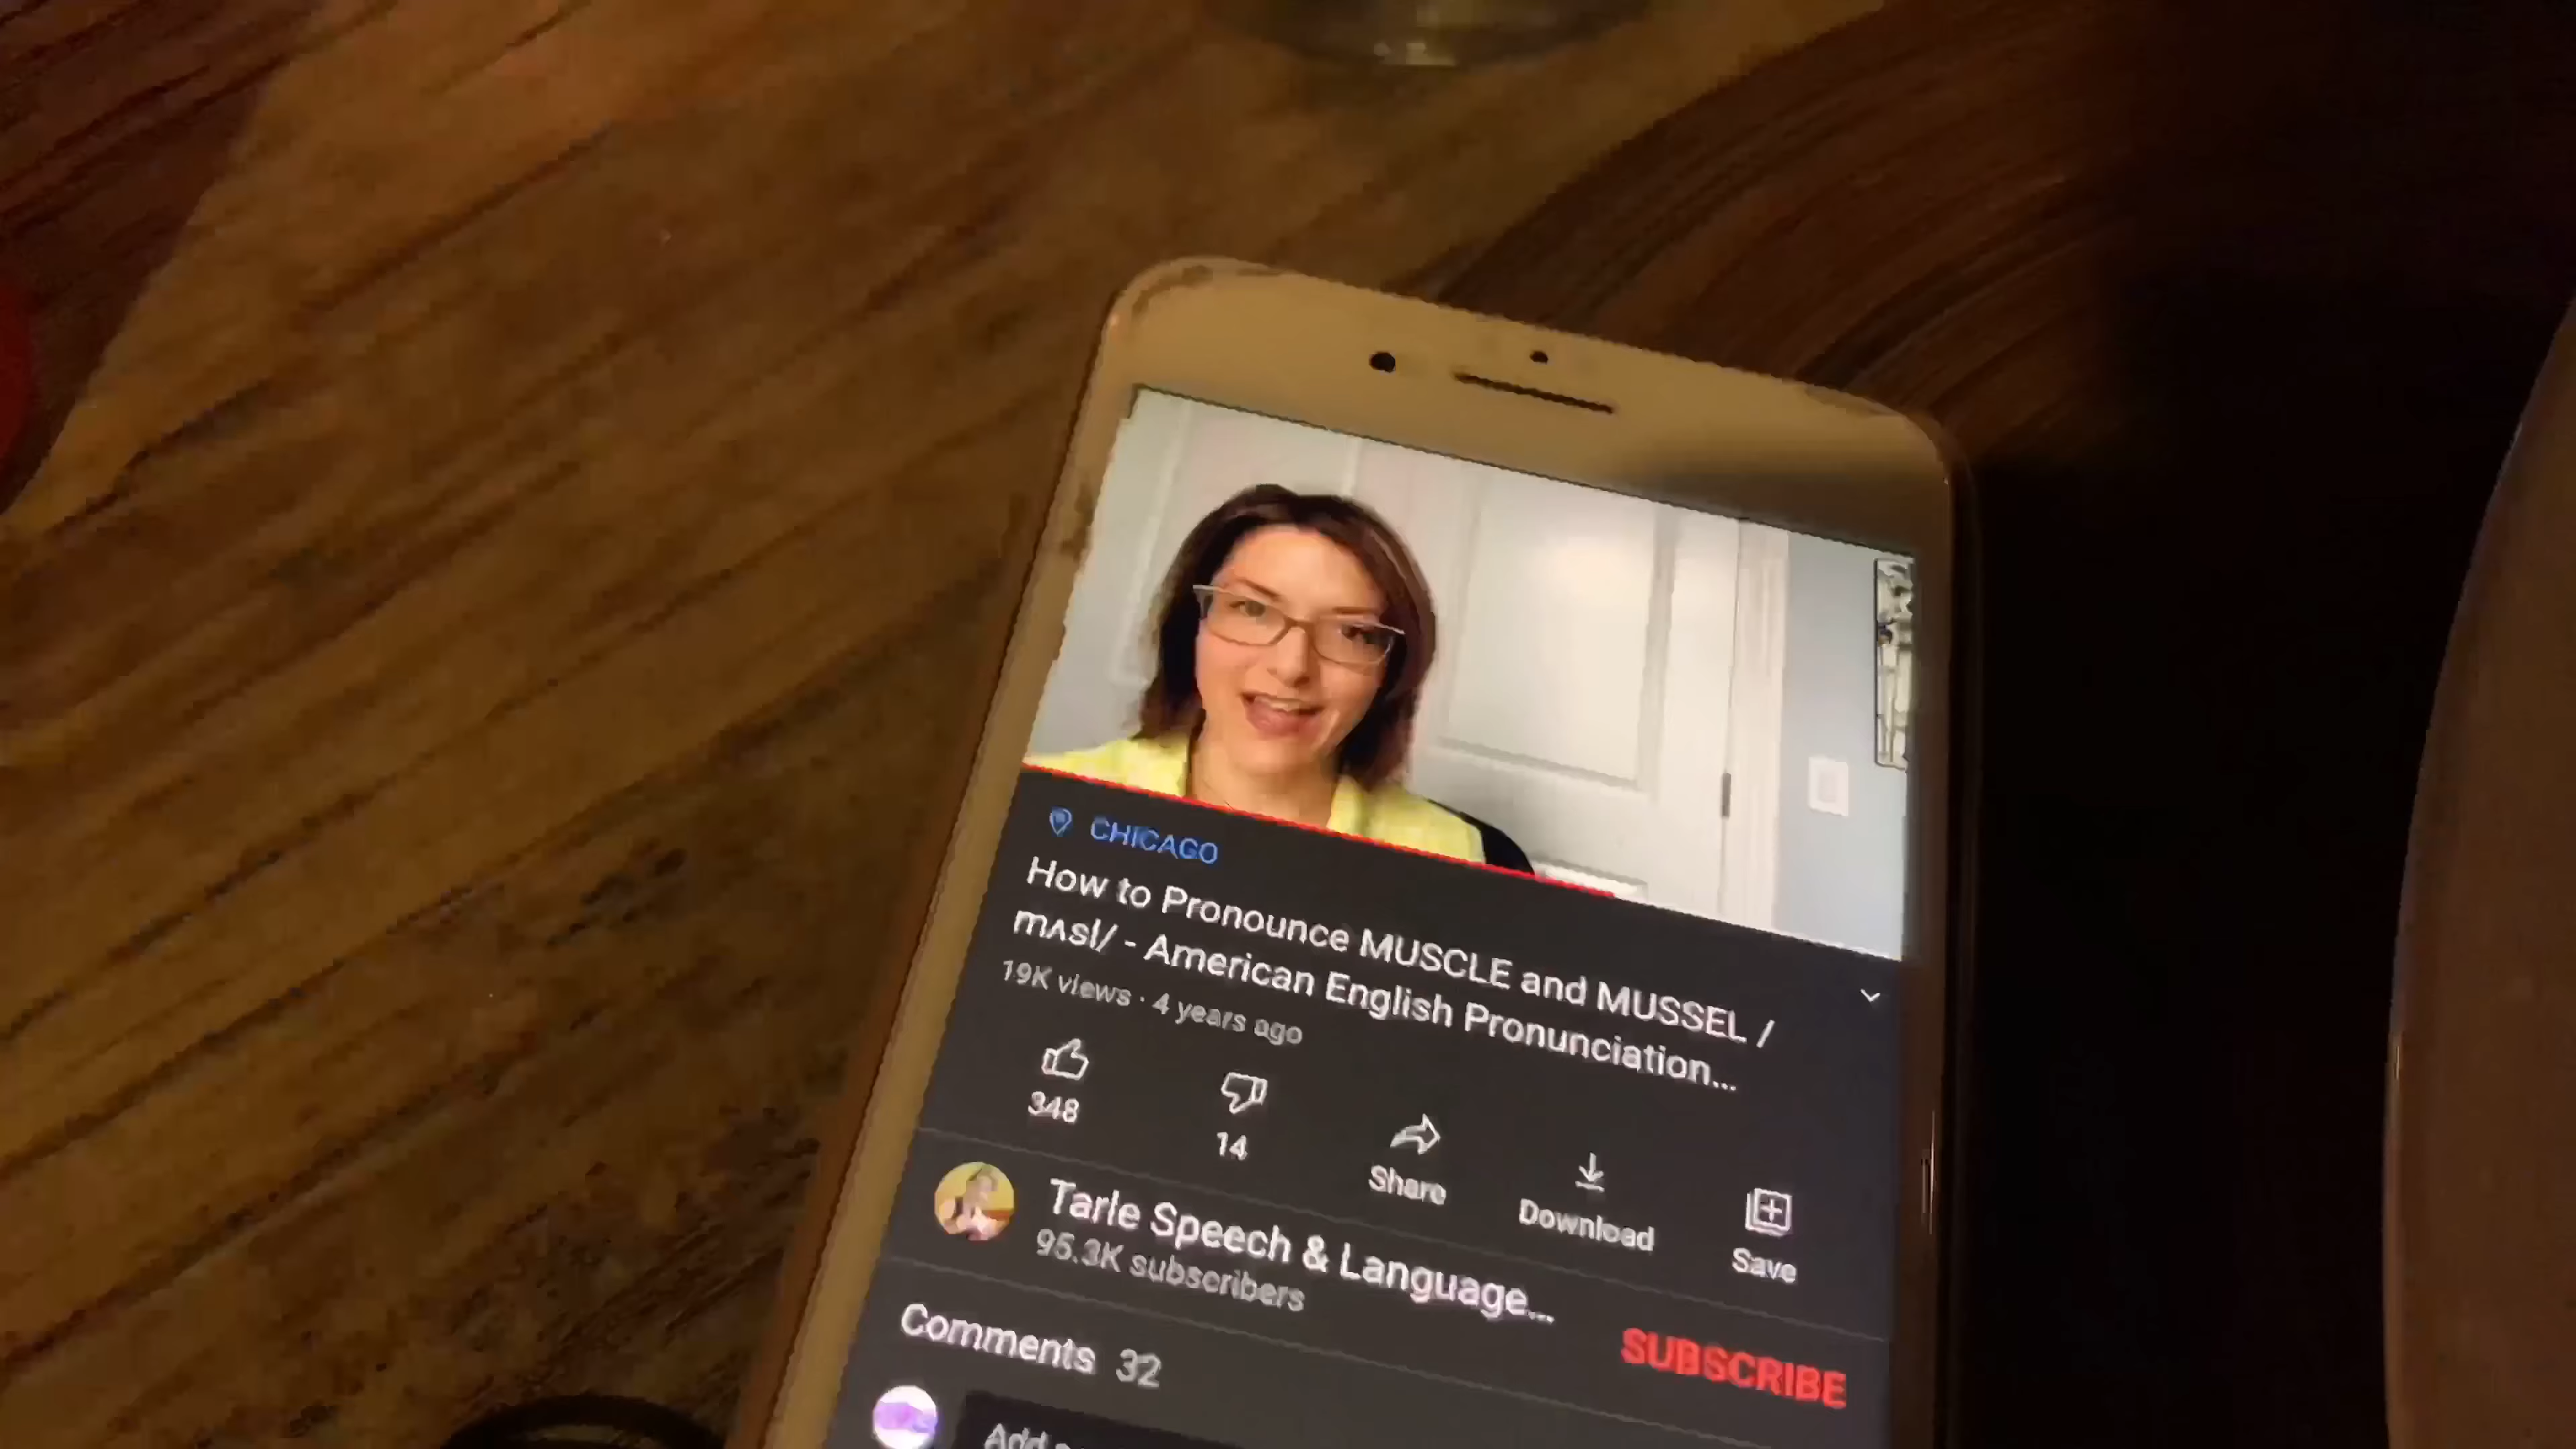 CHICAGO
How to Pronounce MUSCLE and MUSSEL /
mʌsl/ - American English Pronunciation...
19K views · 4 years ago
348
14
Share
Download
Save
Tarle Speech & Language...
95.3K subscribers
SUBSCRIBE
Comments 32
Add